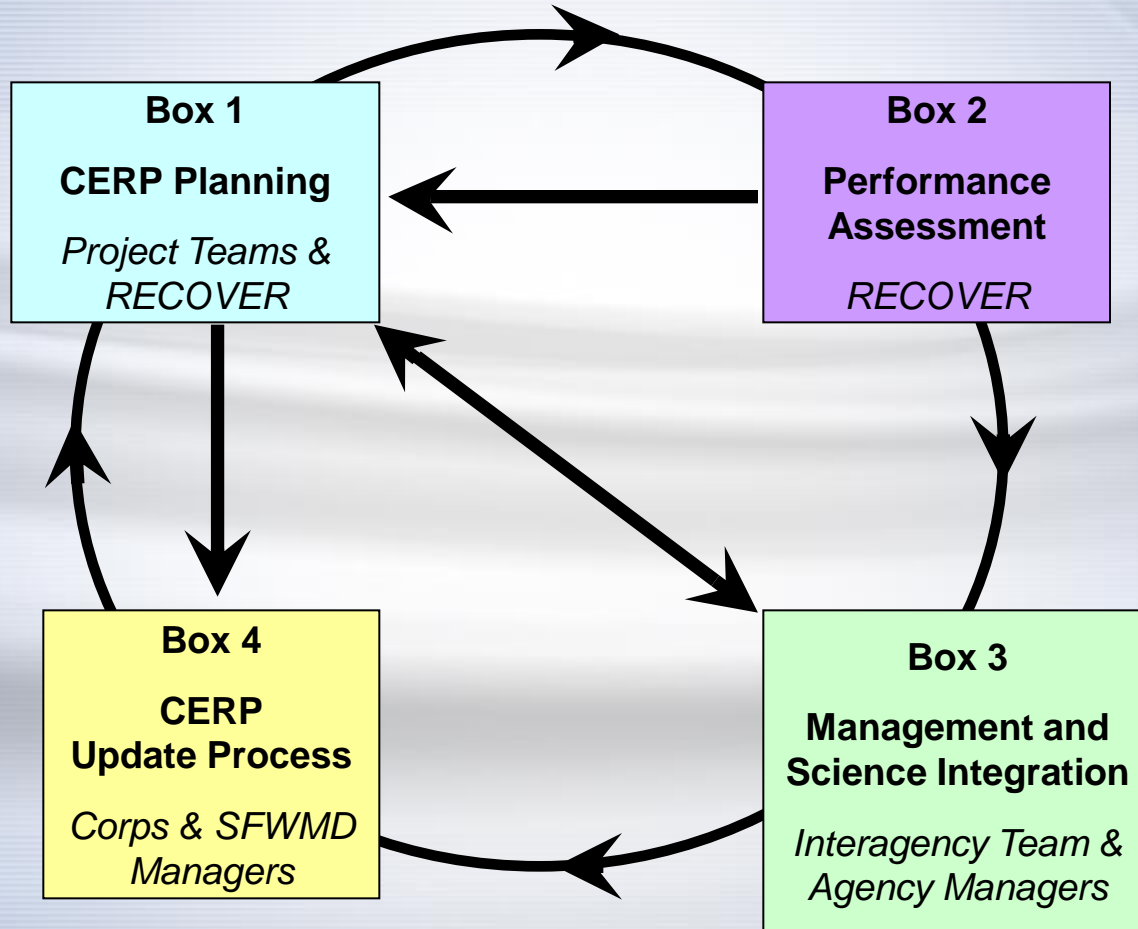 Box 1
CERP Planning
Project Teams &
RECOVER
Box 2
Performance
Assessment
RECOVER
Box 4
CERP
Update Process
Corps & SFWMD
Managers
Box 3
Management and
Science Integration
Interagency Team &
Agency Managers